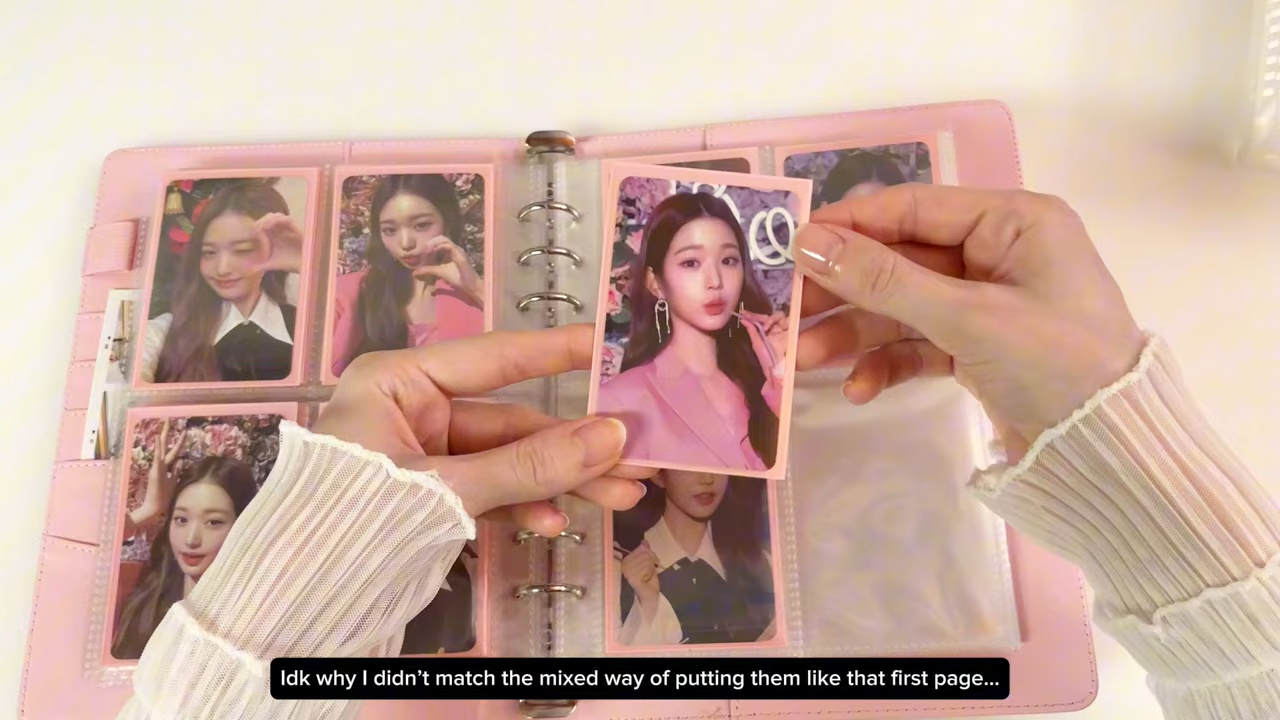 Idk why I didn’t match the mixed way of putting them like that first page...